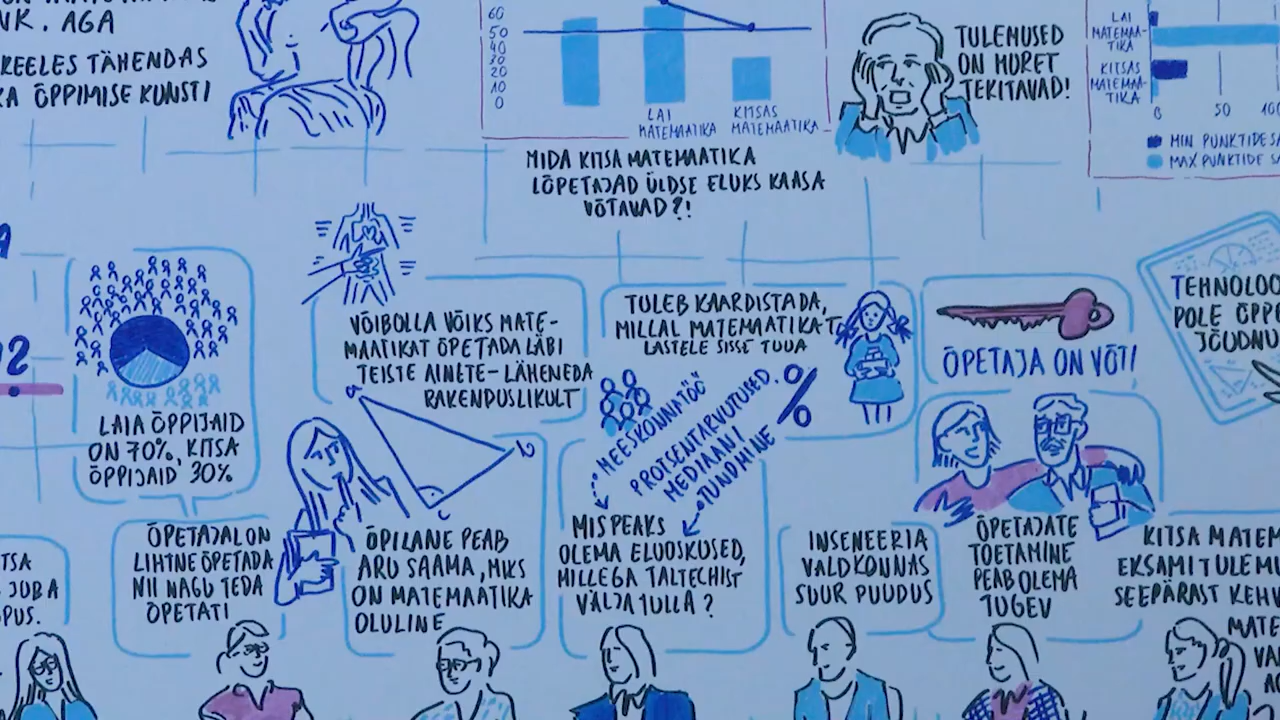 NK. AGA
KEELES TÄHENDAS
KA ÕPPIMISE KUNSTI
60
50
40
30
20
10
0
LAI
MATEMAATIKA
KITSAS
MATEMAATIKA
TULEMUSED
ON MURET
TEKITAVAD!
LAI
MATEMAA-
TIKA
KITSAS
MATEMAA-
TIKA
0
50
100
MIN PUNKTIDE SA
MAX PUNKTIDE SA
MIDA KITSA MATEMAATIKA
LÕPETAJAD ÜLDSE ELUKS KAASA
VÕTAVAD?!
LAIA ÕPPIJAID
ON 70%, KITSA
ÕPPIJAID 30%
VÕIBOLLA VÕIKS MATE-
MAATIKAT ÕPETADA LÄBI
TEISTE AINETE-LÄHENEDA
RAKENDUSLIKULT
TULEB KAARDISTADA,
MILLAL MATEMAATIKAT
LASTELE SISSE TUUA
ÕPETAJA ON VÕTI
TEHNOLOO
POLE ÕPP
JÕUDNU
a
b
c
MEESKONNATÖÖ
PROTSENTARVUTUSED
%
MEDIAANI
TUNDMINE
TSA
JUBA
PUS.
ÕPETAJAL ON
LIHTNE ÕPETADA
NII NAGU TEDA
ÕPETATI
ÕPILANE PEAB
ARU SAAMA, MIKS
ON MATEMAATIKA
OLULINE
MIS PEAKS
OLEMA ELUOSKUSED,
MILLEGA TALTECHIST
VÄLJA TULLA?
INSENEERIA
VALDKONNAS
SUUR PUUDUS
ÕPETAJATE
TOETAMINE
PEAB OLEMA
TUGEV
KITSA MATEM
EKSAMITULEMU
SEEPÄRAST KEHV
MATE
VA